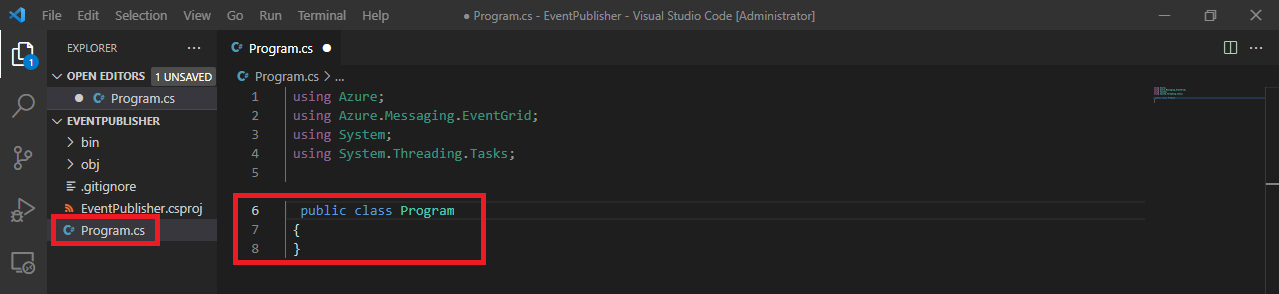 File Edit Selection View Go Run Terminal Help ● Program.cs - EventPublisher - Visual Studio Code [Administrator]
EXPLORER ···
OPEN EDITORS 1 UNSAVED
C# Program.cs
EVENTPUBLISHER
bin
obj
.gitignore
EventPublisher.csproj
C# Program.cs
1
C# Program.cs ●
C# Program.cs > ...
1 using Azure;
2 using Azure.Messaging.EventGrid;
3 using System;
4 using System.Threading.Tasks;
5
6 public class Program
7 {
8 }